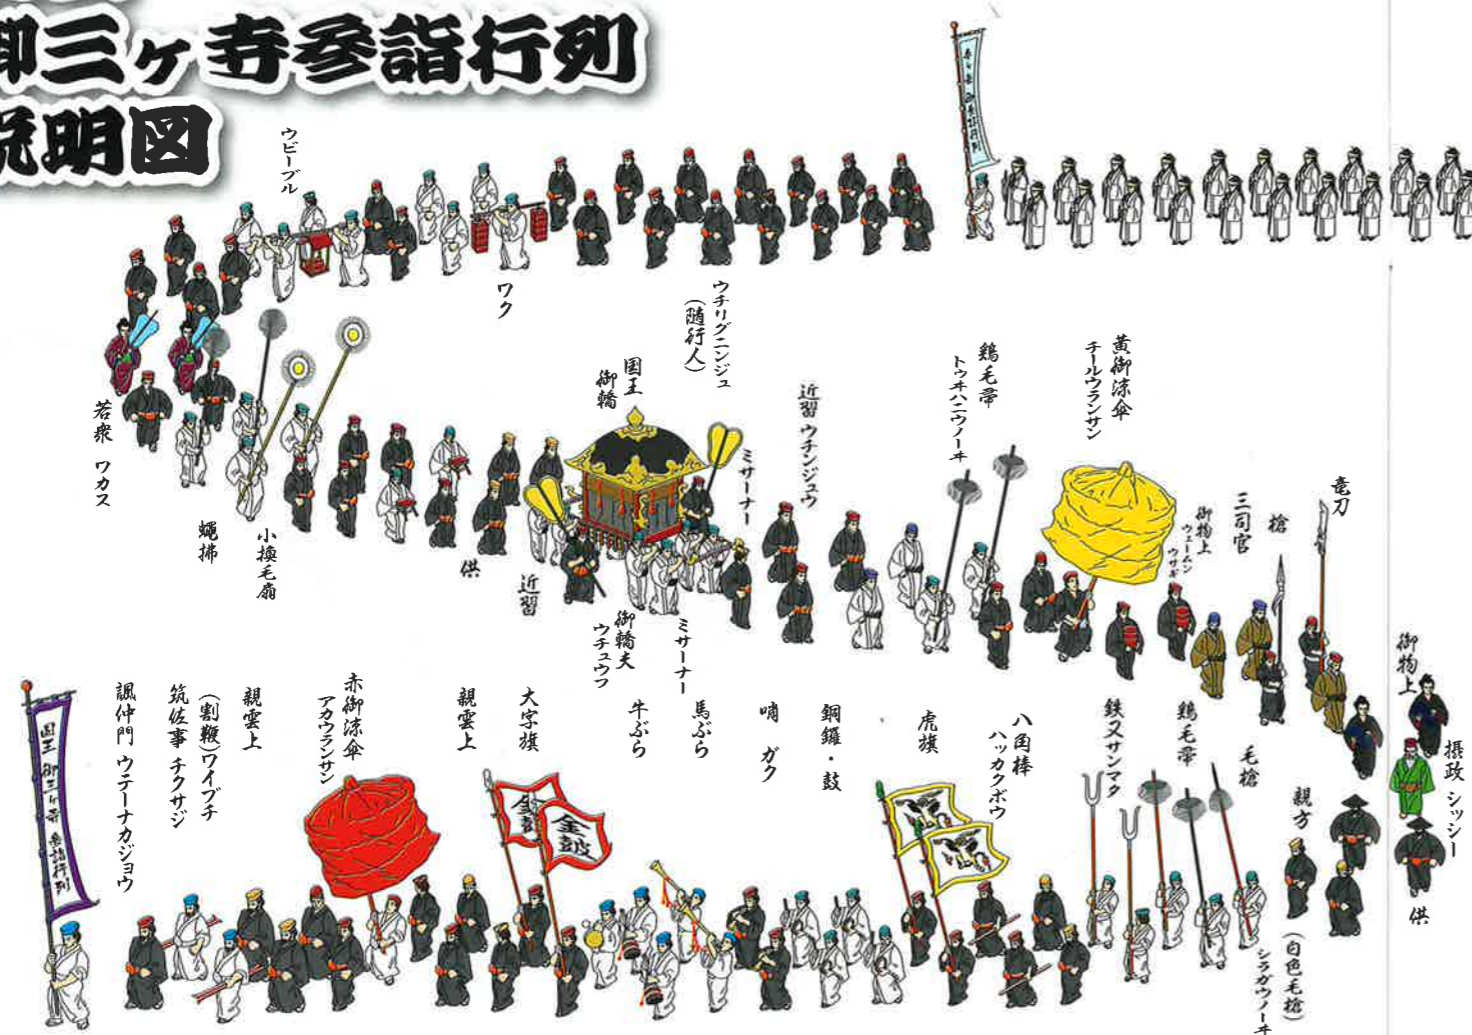 御三ヶ寺参詣行列
説明図
ウビーブル
ワク
ウチリグニンジュ
(随行人)
若衆 ワカス
蠅拂
小換毛扇
供
近習
国王
御轎
ミサーナー
御轎夫
ウチュウフ
ミサーナー
近習 ウチンジュウ
鶏毛帚
トゥヰハニウノーヰ
黄御涼傘
チールウランサン
御物上
ウェームン
ウサギ
三司官
槍
竜刀
御物上
摂政 シッシー
供
国王 御三ヶ寺 参詣行列
諷仲門 ウテーナカジョウ
筑佐事 チクサジ
(割鞭)ワイブチ
親雲上
赤御涼傘
アカウランサン
親雲上
大字旗
金鼓
金鼓
牛ぶら
馬ぶら
哨 ガク
銅鑼・鼓
虎旗
八角棒
ハッカクボウ
鉄叉サンマタ
鶏毛帚
毛槍
親方
(白色毛槍)
シラガウノーヰ